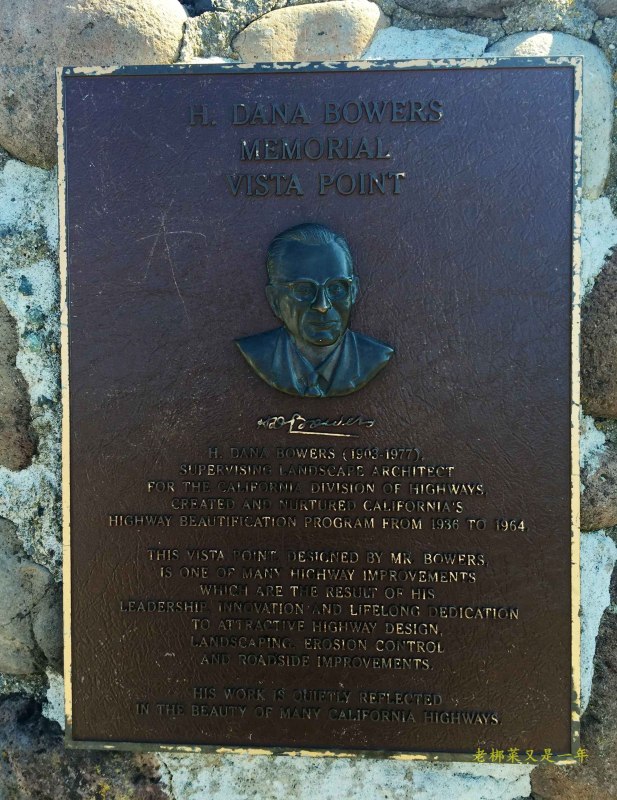 H. DANA BOWERS
MEMORIAL
VISTA POINT
H. DANA BOWERS (1903-1977),
SUPERVISING LANDSCAPE ARCHITECT
FOR THE CALIFORNIA DIVISION OF HIGHWAYS,
CREATED AND NURTURED CALIFORNIA'S
HIGHWAY BEAUTIFICATION PROGRAM FROM 1936 TO 1964.
THIS VISTA POINT, DESIGNED BY MR. BOWERS,
IS ONE OF MANY HIGHWAY IMPROVEMENTS
WHICH ARE THE RESULT OF HIS
LEADERSHIP, INNOVATION AND LIFELONG DEDICATION
TO ATTRACTIVE HIGHWAY DESIGN,
LANDSCAPING, EROSION CONTROL
AND ROADSIDE IMPROVEMENTS.
HIS WORK IS QUIETLY REFLECTED
IN THE BEAUTY OF MANY CALIFORNIA HIGHWAYS.
老梆菜又是一年